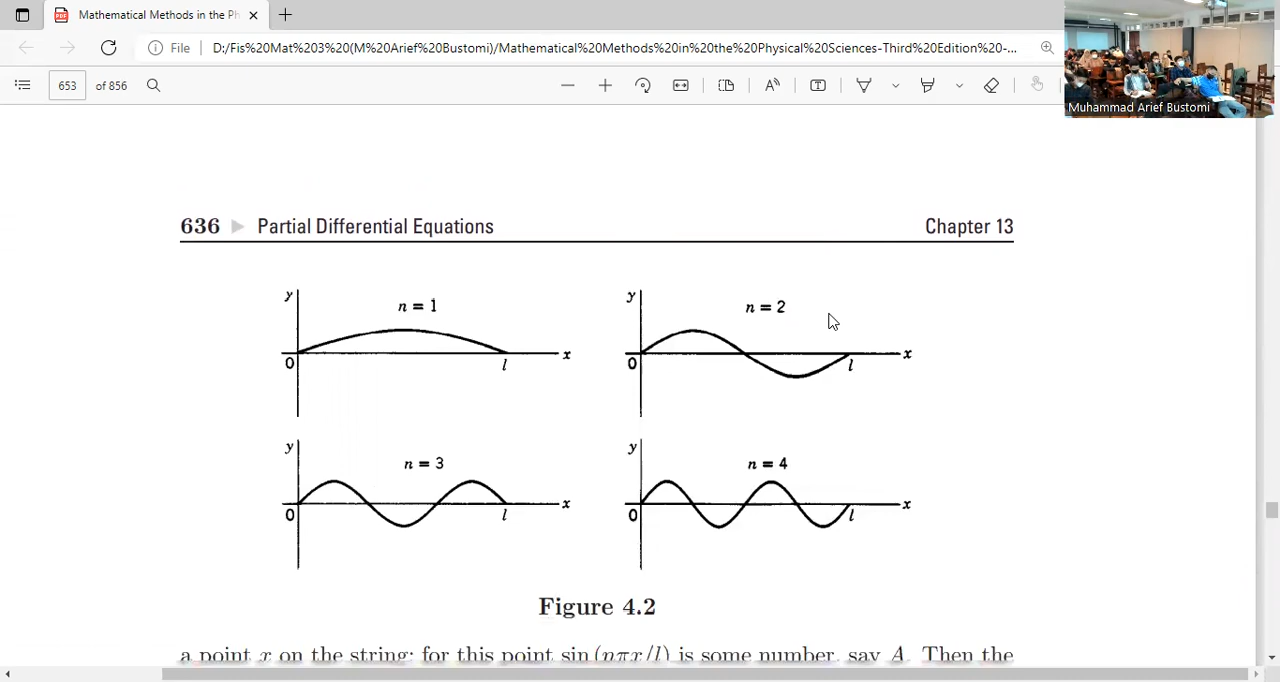 Mathematical Methods in the Ph
File D:/Fis%20Mat%203%20(M%20Arief%20Bustomi)/Mathematical%20Methods%20in%20the%20Physical%20Sciences-Third%20Edition%20-...
653 of 856
Muhammad Arief Bustomi
636 Partial Differential Equations Chapter 13
y n = 1 0 l x
y n = 2 0 l x
y n = 3 0 l x
y n = 4 0 l x
Figure 4.2
a point x on the string; for this point sin (nπx/l) is some number, say A. Then the